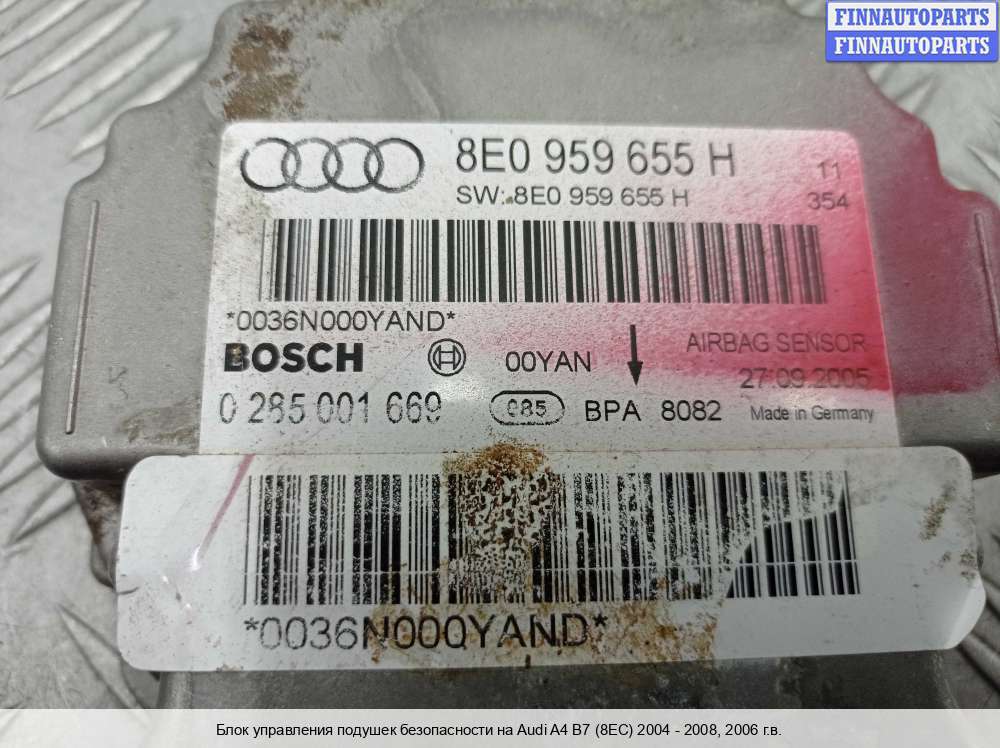 FINNAUTOPARTS
FINNAUTOPARTS
8E0 959 655 H
11
SW: 8E0 959 655 H
354
*0036N000YAND*
BOSCH
00YAN
AIRBAG SENSOR
27.09.2005
0 285 001 669
085
BPA 8082
Made in Germany
*0036N000YAND*
Блок управления подушек безопасности на Audi A4 B7 (8EC) 2004 - 2008, 2006 г.в.